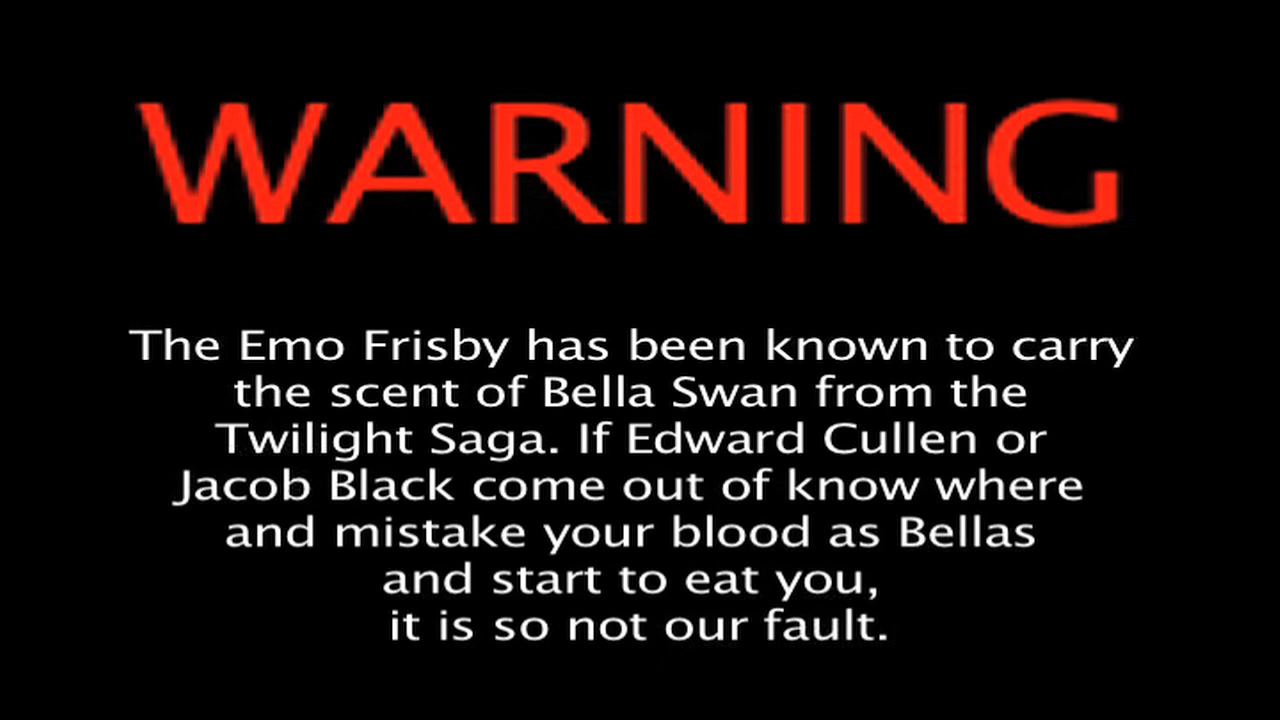 WARNING
The Emo Frisby has been known to carry
the scent of Bella Swan from the
Twilight Saga. If Edward Cullen or
Jacob Black come out of know where
and mistake your blood as Bellas
and start to eat you,
it is so not our fault.